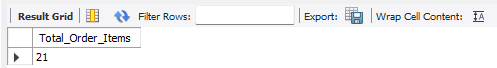 Result Grid Filter Rows: Export: Wrap Cell Content:
Total_Order_Items
21